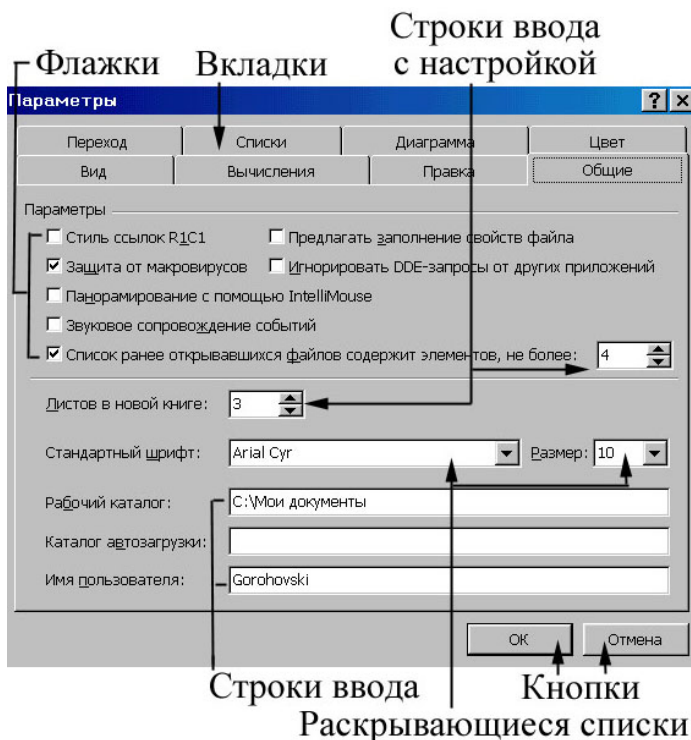 Строки ввода
Флажки Вкладки с настройкой
Параметры
Переход Списки Диаграмма Цвет
Вид Вычисления Правка Общие
Параметры
Стиль ссылок R1C1 Предлагать заполнение свойств файла
Защита от макровирусов Игнорировать DDE-запросы от других приложений
Панорамирование с помощью IntelliMouse
Звуковое сопровождение событий
Список ранее открывавшихся файлов содержит элементов, не более: 4
Листов в новой книге: 3
Стандартный шрифт: Arial Cyr Размер: 10
Рабочий каталог: C:\Мои документы
Каталог автозагрузки:
Имя пользователя: Gorohovski
ОК Отмена
Строки ввода Кнопки
Раскрывающиеся списки